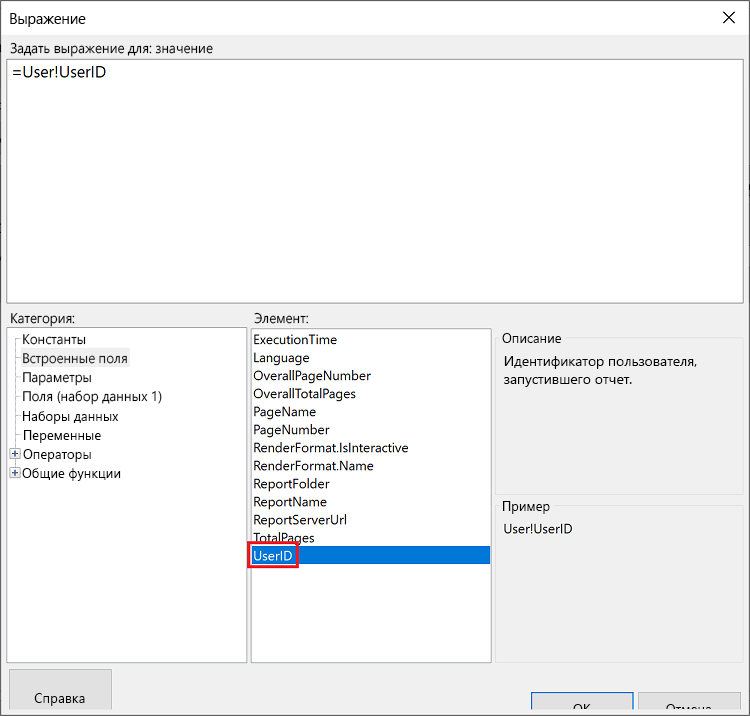 Выражение
Задать выражение для: значение
=User!UserID
Категория:
Константы
Встроенные поля
Параметры
Поля (набор данных 1)
Наборы данных
Переменные
Операторы
Общие функции
Элемент:
ExecutionTime
Language
OverallPageNumber
OverallTotalPages
PageName
PageNumber
RenderFormat.IsInteractive
RenderFormat.Name
ReportFolder
ReportName
ReportServerUrl
TotalPages
UserID
Описание
Идентификатор пользователя,
запустившего отчет.
Пример
User!UserID
Справка
OK
Отмена